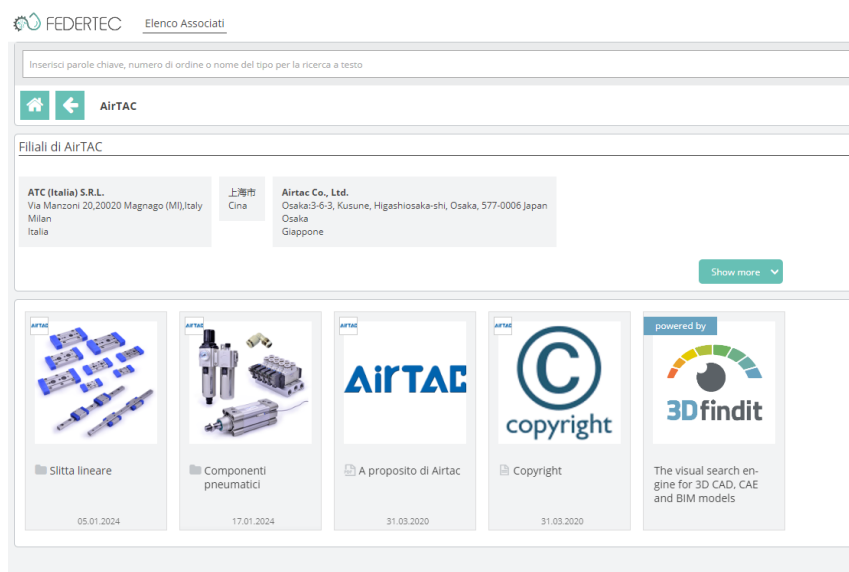 FEDERTEC
Elenco Associati
Inserisci parole chiave, numero di ordine o nome del tipo per la ricerca a testo
AirTAC
Filiali di AirTAC
ATC (Italia) S.R.L.
Via Manzoni 20,20020 Magnago (MI),Italy
Milan
Italia
上海市
Cina
Airtac Co., Ltd.
Osaka:3-6-3, Kusune, Higashiosaka-shi, Osaka, 577-0006 Japan
Osaka
Giappone
Show more
AirTAC
Slitta lineare
05.01.2024
AirTAC
Componenti
pneumatici
17.01.2024
AirTAC
AirTAC
A proposito di Airtac
31.03.2020
AirTAC
©
copyright
Copyright
31.03.2020
powered by
3Dfindit
The visual search en-
gine for 3D CAD, CAE
and BIM models